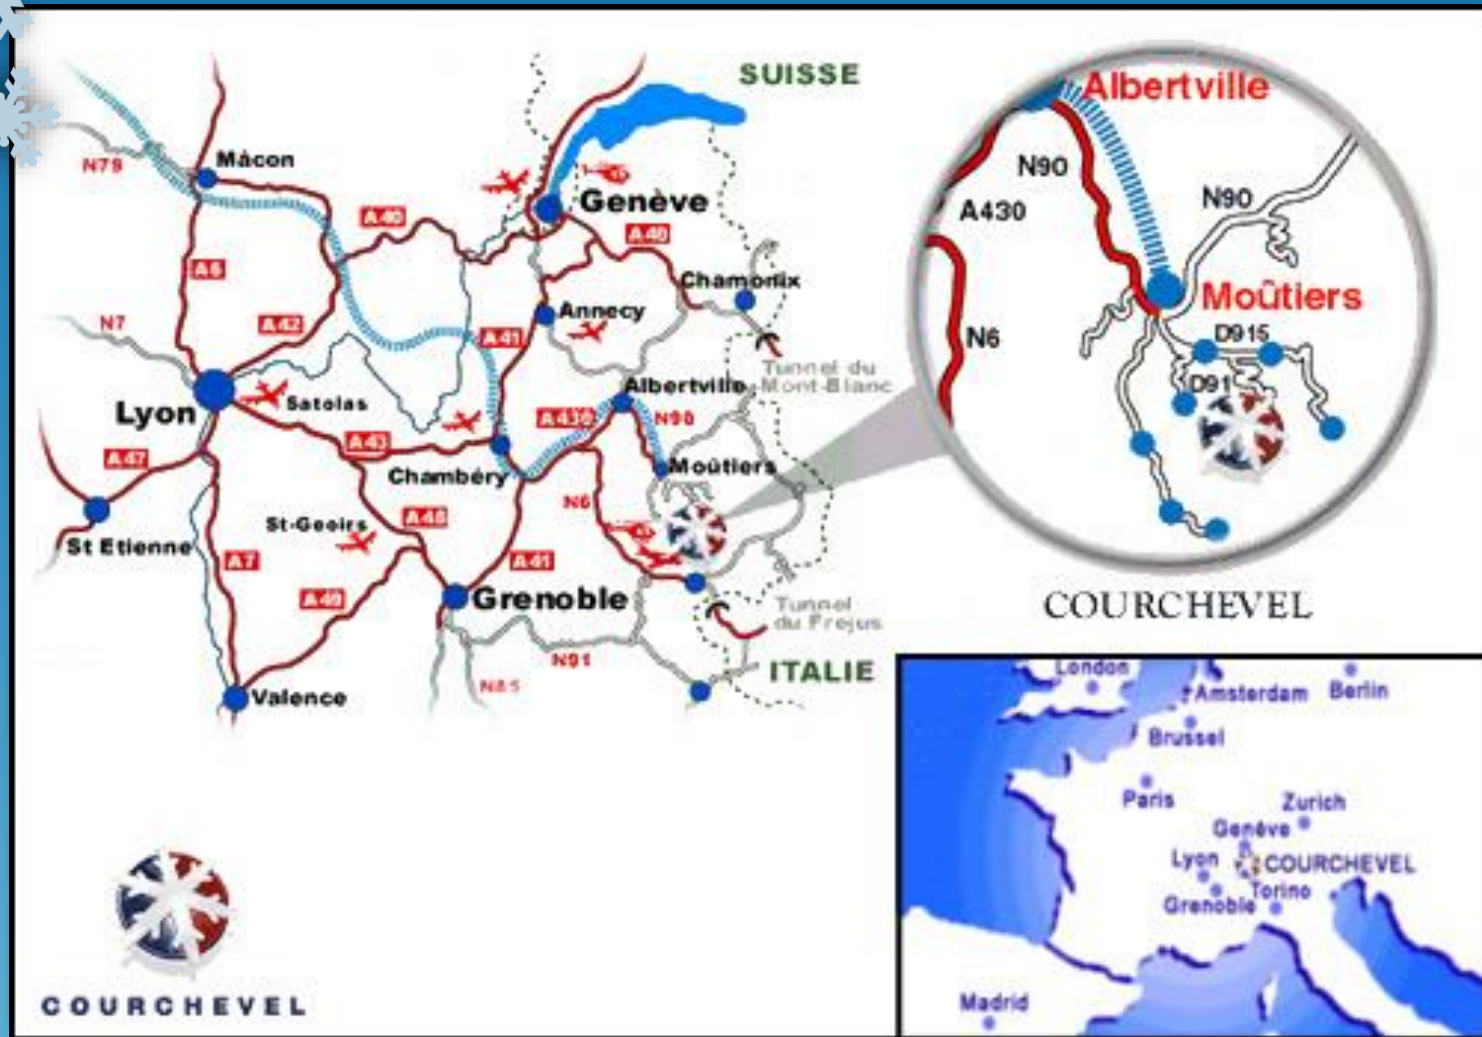 SUISSE
Mâcon
N79
Genève
A40
A40
A6
Chamonix
Annecy
N7
A42
A41
Tunnel du
Mont-Blanc
Albertville
Lyon
Satolas
A430
N90
A43
A47
Chambéry
Moûtiers
N6
St-Geoirs
A48
St Etienne
A7
A41
A49
Grenoble
Tunnel
du Frejus
N91
ITALIE
N85
Valence
COURCHEVEL
Albertville
N90
N90
A430
Moûtiers
D915
N6
D91
COURCHEVEL
London
Amsterdam
Berlin
Brussel
Paris
Zurich
Genève
Lyon
COURCHEVEL
Torino
Grenoble
Madrid